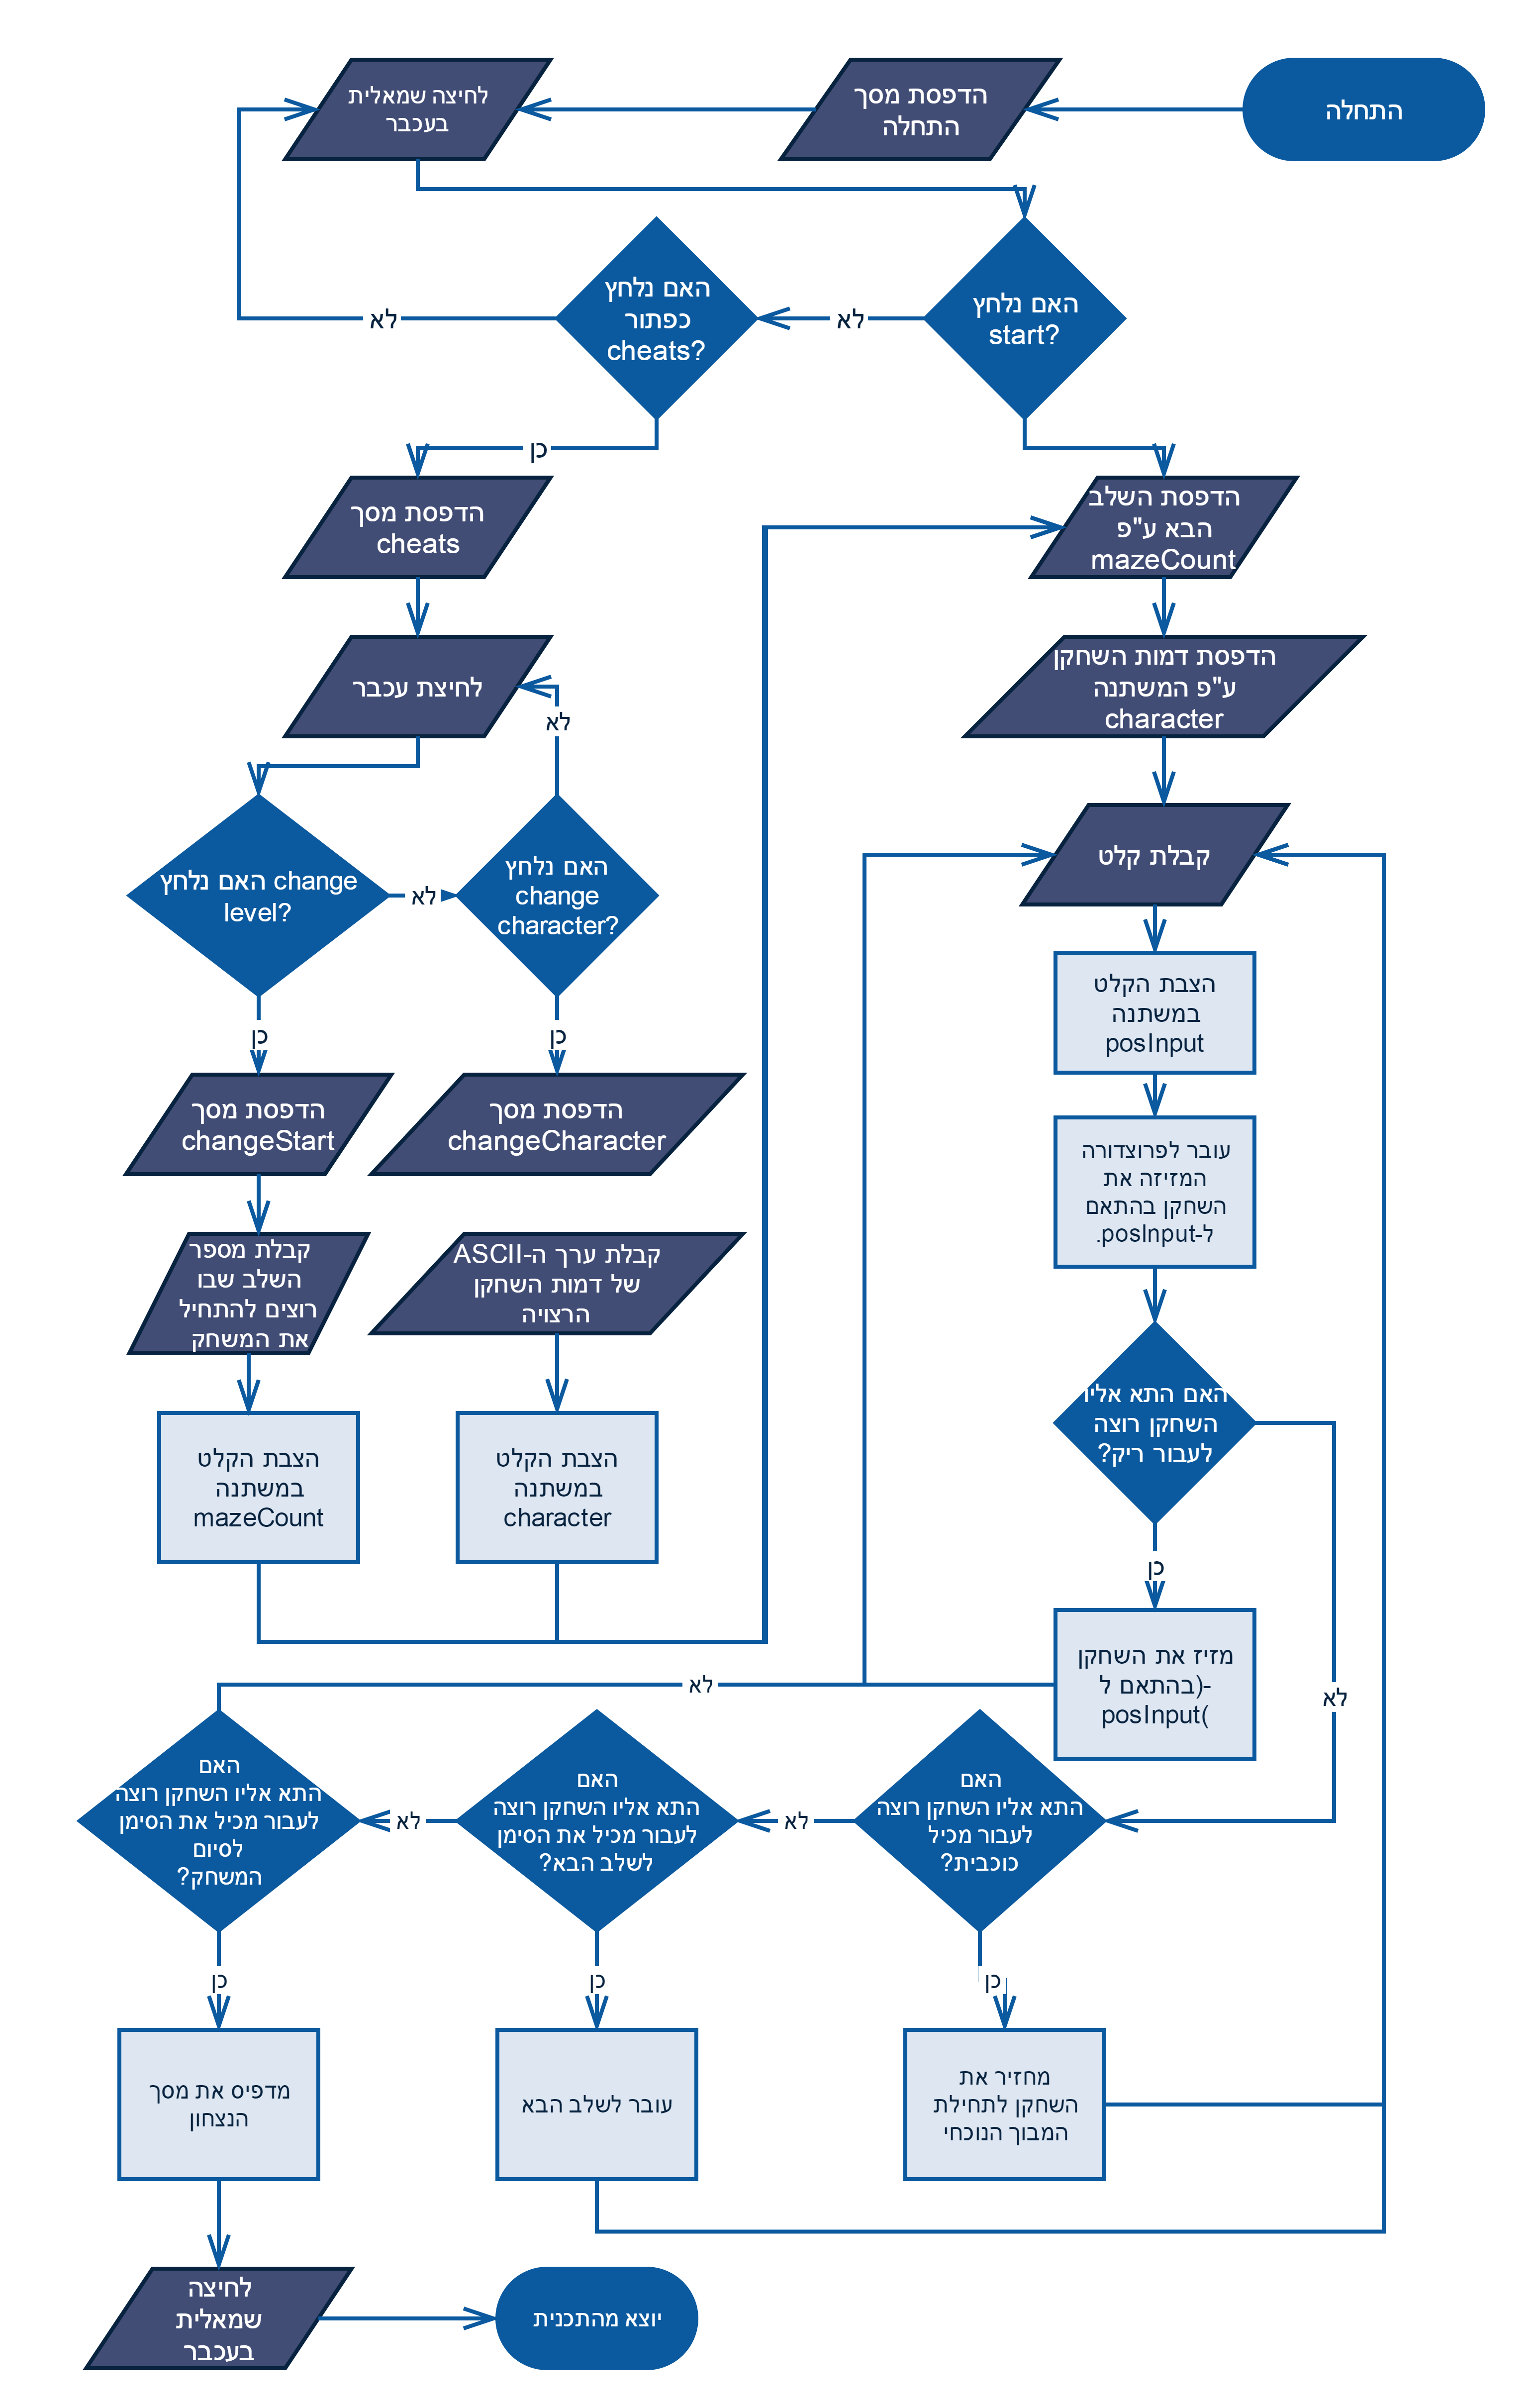 התחלה
הדפסת מסך
התחלה
לחיצה שמאלית
בעכבר
האם נלחץ
start?
לא
האם נלחץ
כפתור
cheats?
לא
כן
הדפסת מסך
cheats
הדפסת השלב
הבא ע"פ
mazeCount
לחיצת עכבר
הדפסת דמות השחקן
ע"פ המשתנה
character
לא
קבלת קלט
האם נלחץ change
level?
לא
האם נלחץ
change
character?
הצבת הקלט
במשתנה
posInput
כן
כן
הדפסת מסך
changeStart
הדפסת מסך
changeCharacter
עובר לפרוצדורה
המזיזה את
השחקן בהתאם
ל-posInput.
קבלת מספר
השלב שבו
רוצים להתחיל
את המשחק
קבלת ערך ה-ASCII
של דמות השחקן
הרצויה
האם התא אליו
השחקן רוצה
לעבור ריק?
הצבת הקלט
במשתנה
mazeCount
הצבת הקלט
במשתנה
character
כן
מזיז את השחקן
-(בהתאם ל
posInput(
לא
לא
האם
התא אליו השחקן רוצה
לעבור מכיל
כוכבית?
לא
האם
התא אליו השחקן רוצה
לעבור מכיל את הסימן
לשלב הבא?
לא
האם
התא אליו השחקן רוצה
לעבור מכיל את הסימן
לסיום
המשחק?
כן
כן
כן
מחזיר את
השחקן לתחילת
המבוך הנוכחי
עובר לשלב הבא
מדפיס את מסך
הנצחון
לחיצה
שמאלית
בעכבר
יוצא מהתכנית